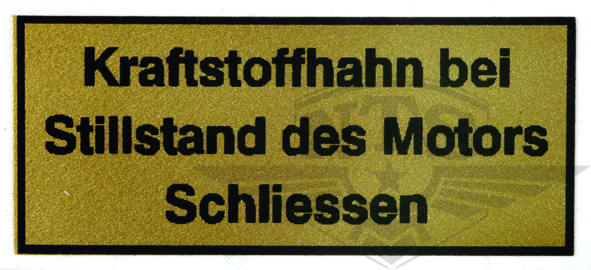 Kraftstoffhahn bei
Stillstand des Motors
Schliessen